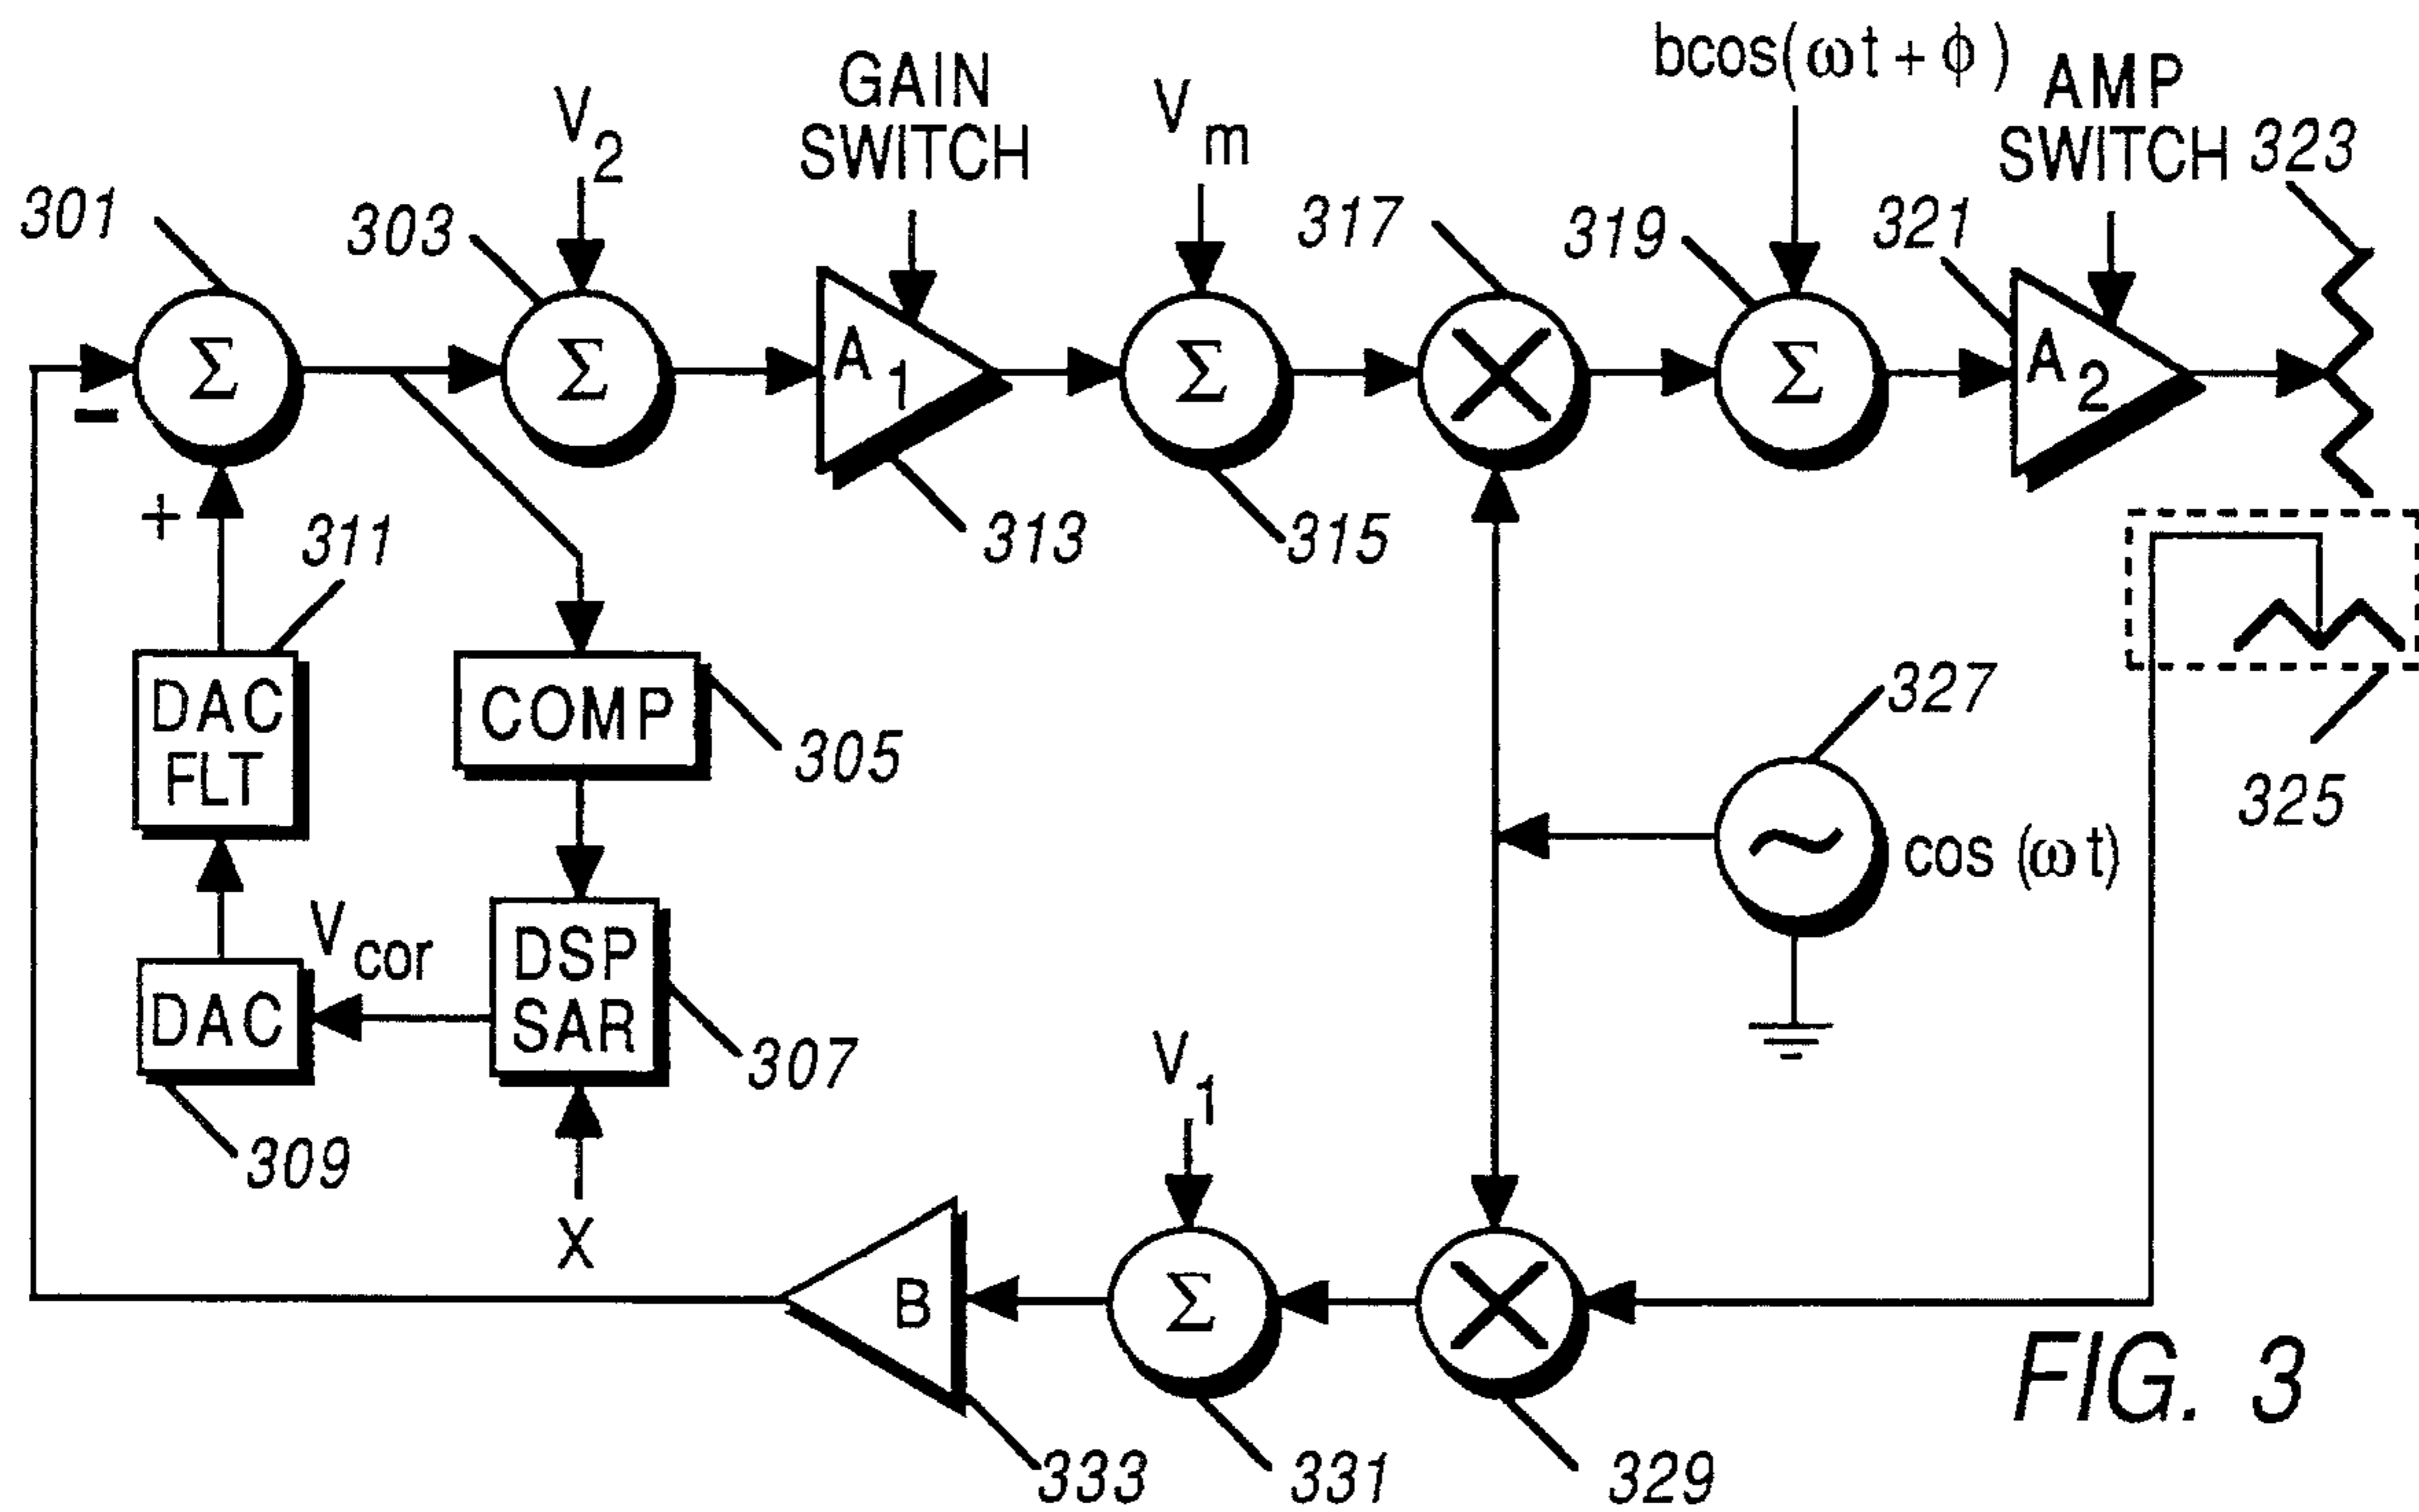 bcos(ωt + ϕ)
GAIN
SWITCH
AMP
SWITCH
V2
Vm
301
303
317
319
321
323
Σ
Σ
A1
Σ
Σ
A2
−
+
311
313
315
DAC
FLT
COMP
305
327
325
cos (ωt)
Vcor
DSP
SAR
DAC
307
309
X
V1
B
Σ
333
331
329
FIG. 3